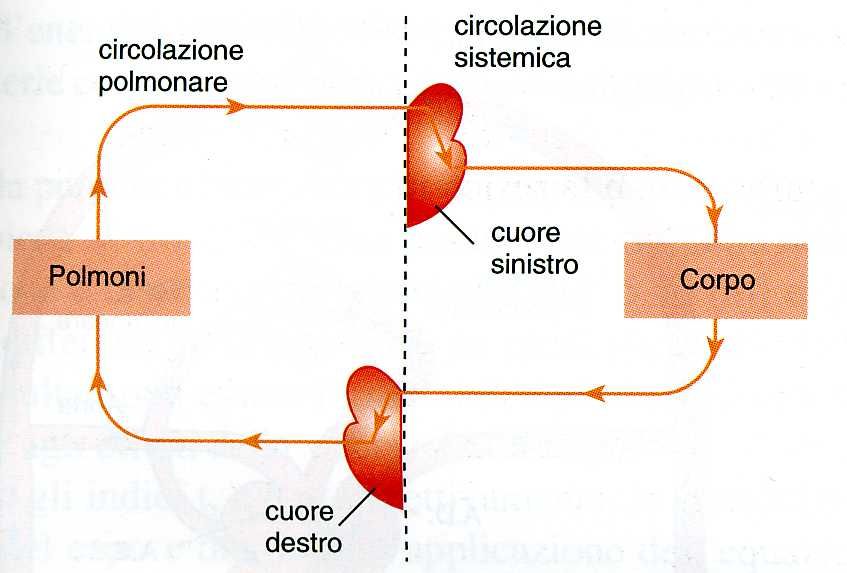 circolazione
polmonare
circolazione
sistemica
cuore
sinistro
Polmoni
Corpo
cuore
destro